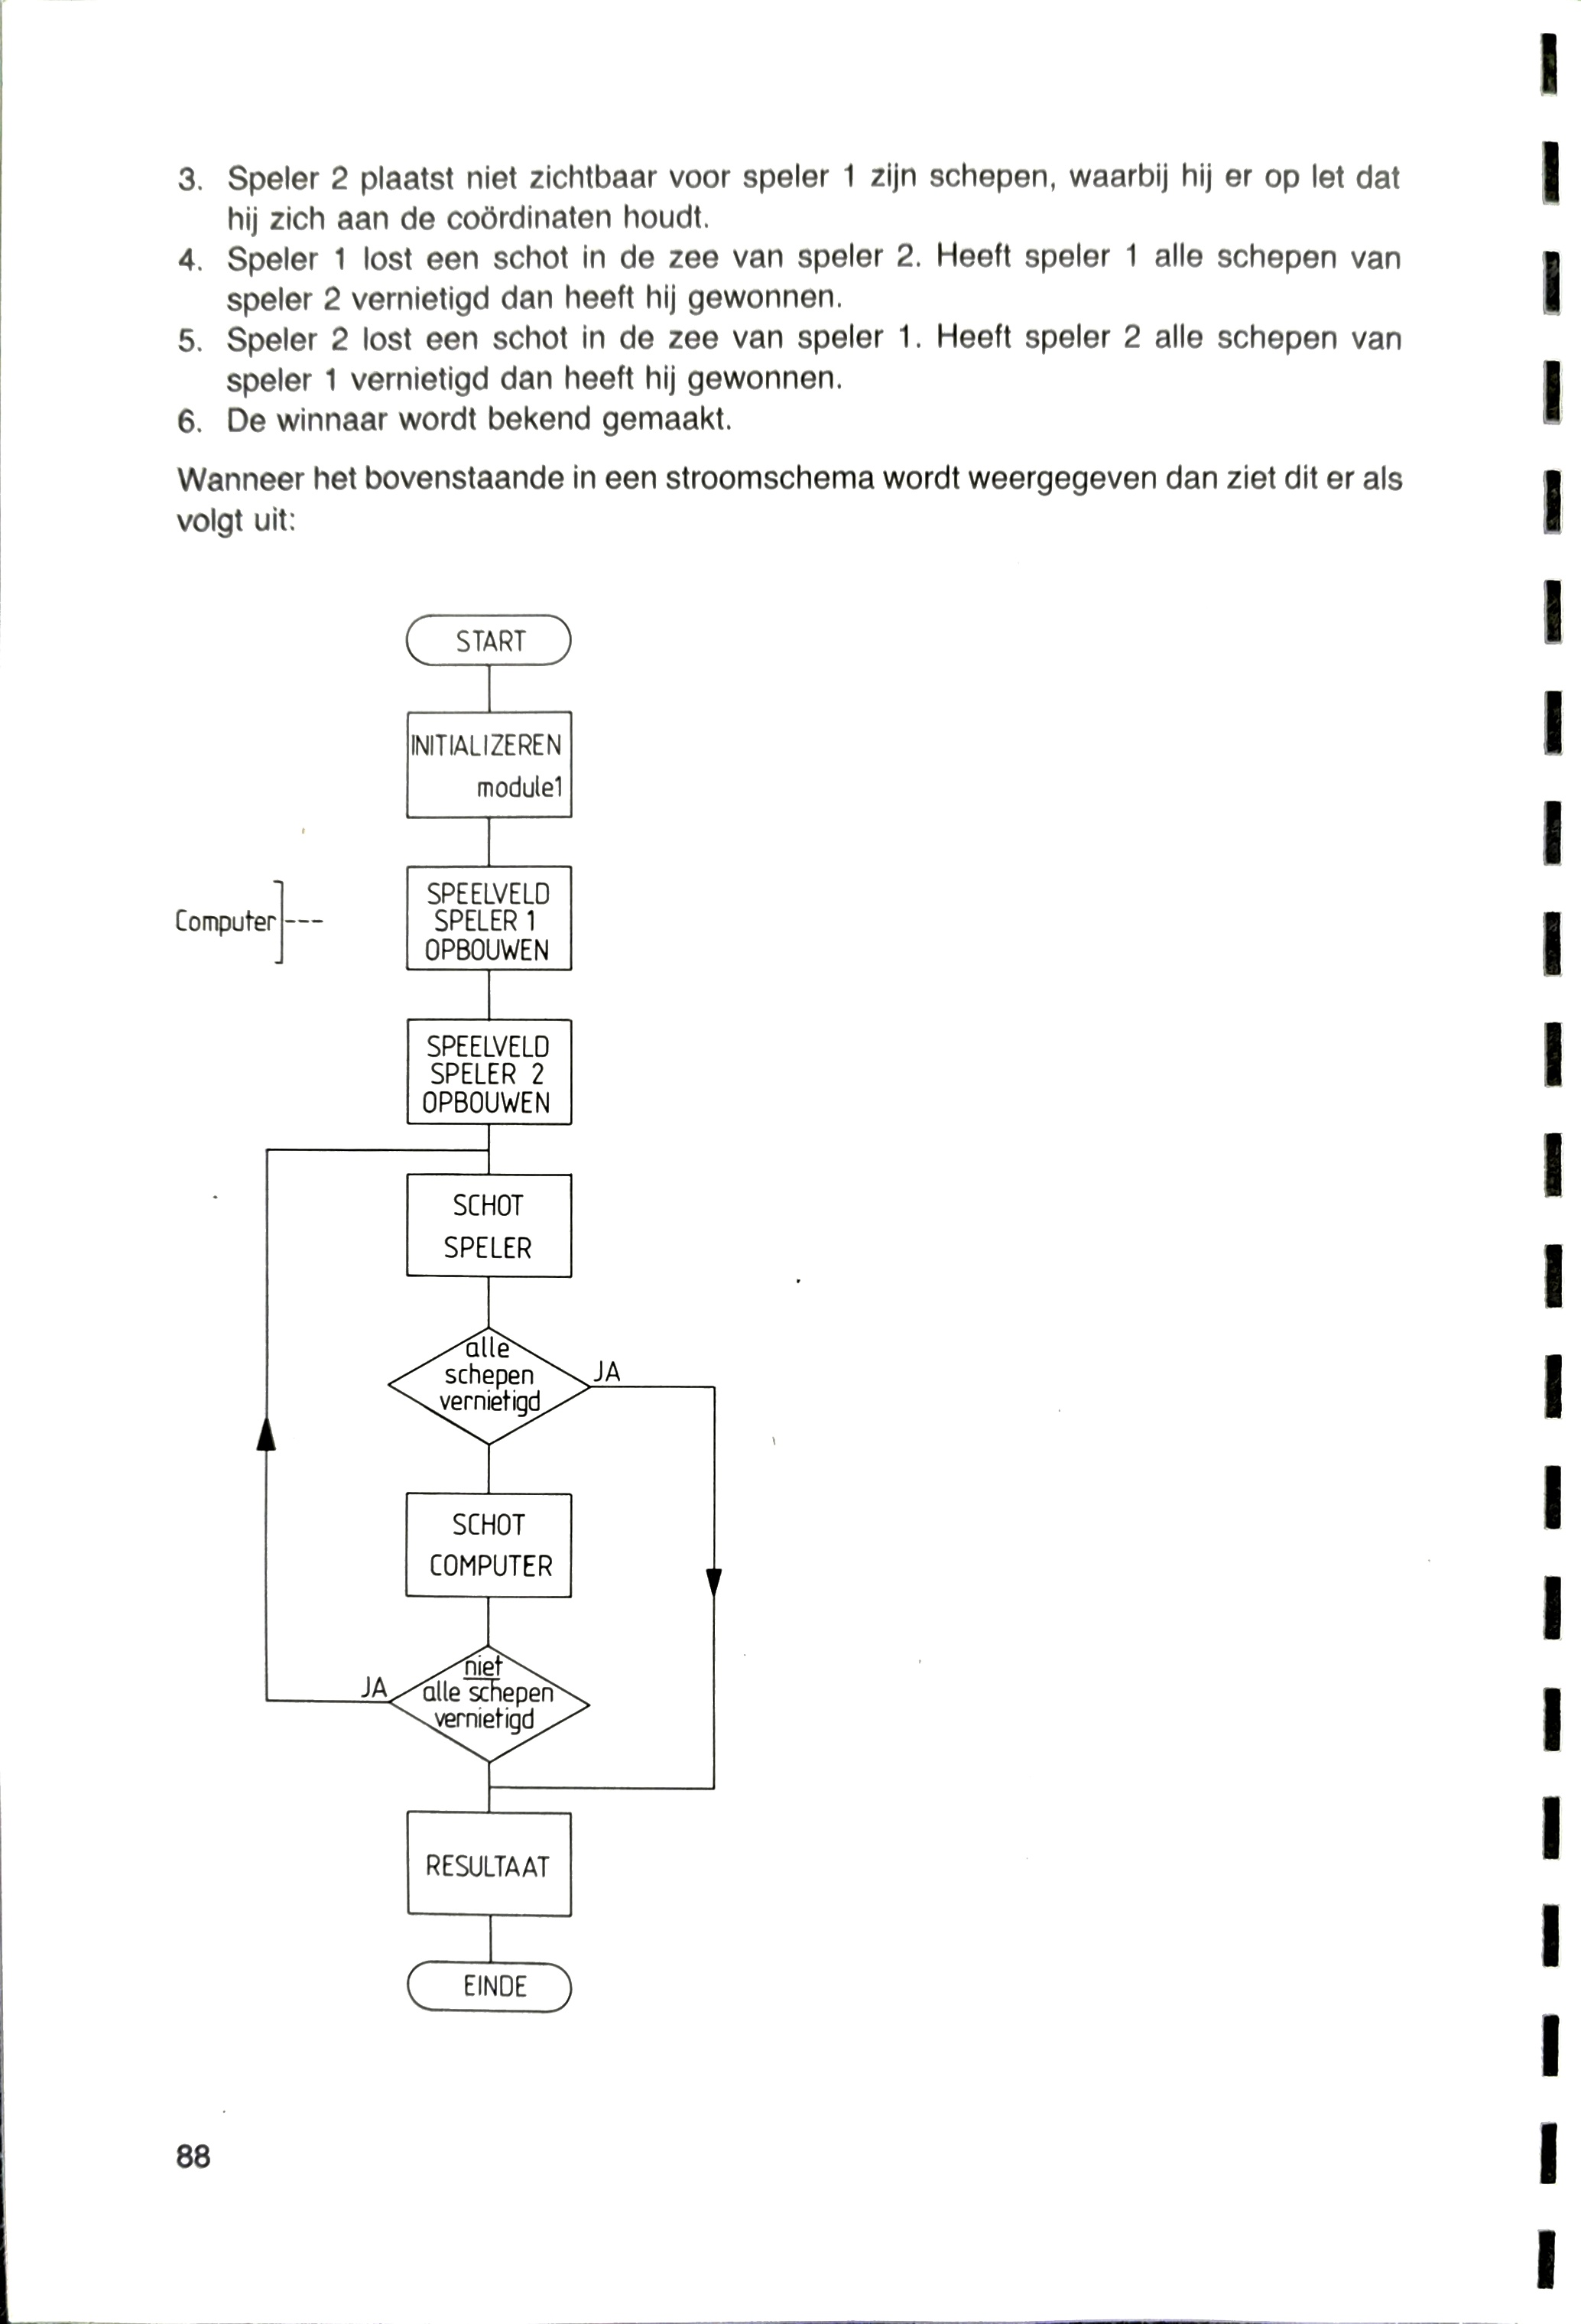 3. Speler 2 plaatst niet zichtbaar voor speler 1 zijn schepen, waarbij hij er op let dat
hij zich aan de coördinaten houdt.
4. Speler 1 lost een schot in de zee van speler 2. Heeft speler 1 alle schepen van
speler 2 vernietigd dan heeft hij gewonnen.
5. Speler 2 lost een schot in de zee van speler 1. Heeft speler 2 alle schepen van
speler 1 vernietigd dan heeft hij gewonnen.
6. De winnaar wordt bekend gemaakt.
Wanneer het bovenstaande in een stroomschema wordt weergegeven dan ziet dit er als
volgt uit:
START
INITIALIZEREN
module1
Computer
SPEELVELD
SPELER 1
OPBOUWEN
SPEELVELD
SPELER 2
OPBOUWEN
SCHOT
SPELER
alle
schepen
vernietigd
JA
SCHOT
COMPUTER
JA
niet
alle schepen
vernietigd
RESULTAAT
EINDE
88